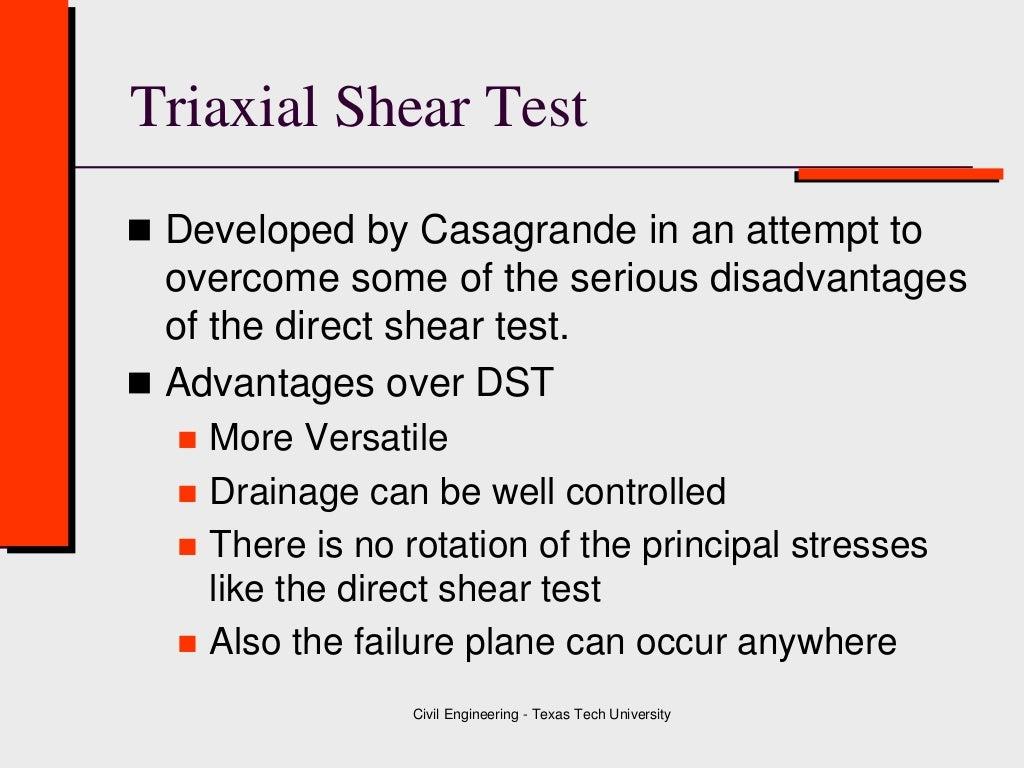 Triaxial Shear Test
Developed by Casagrande in an attempt to
overcome some of the serious disadvantages
of the direct shear test.
Advantages over DST
More Versatile
Drainage can be well controlled
There is no rotation of the principal stresses
like the direct shear test
Also the failure plane can occur anywhere
Civil Engineering - Texas Tech University